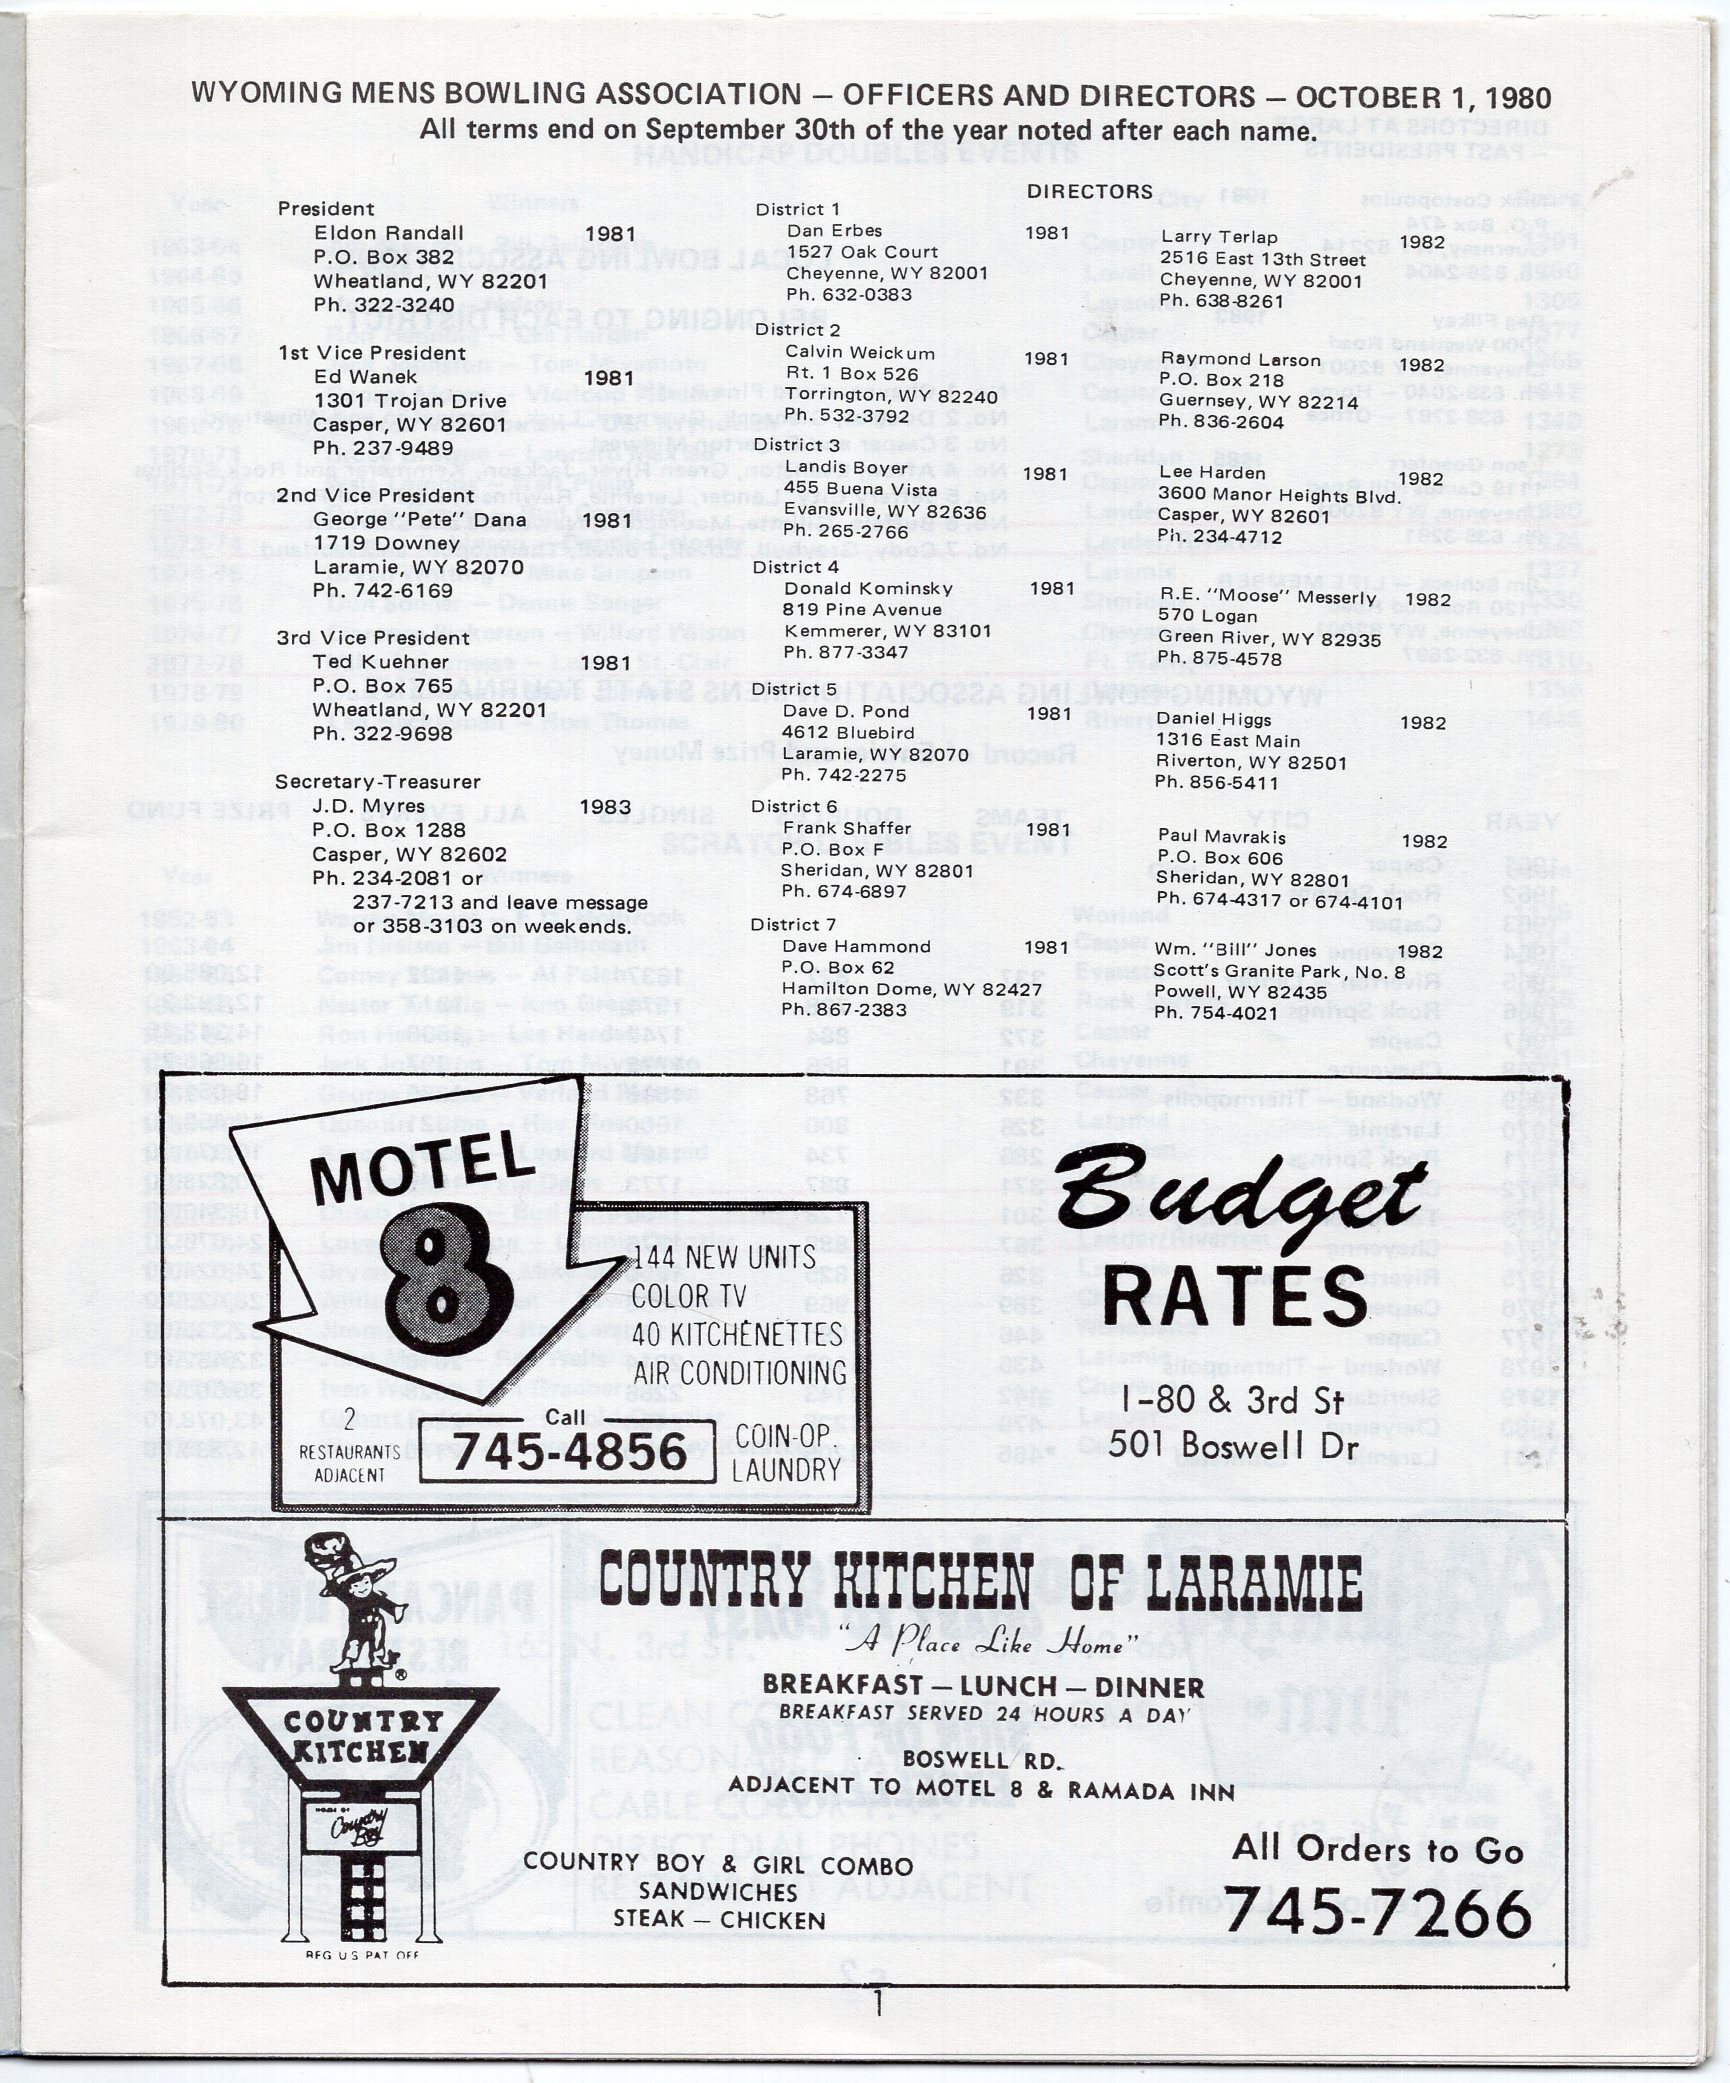 WYOMING MENS BOWLING ASSOCIATION — OFFICERS AND DIRECTORS — OCTOBER 1, 1980
All terms end on September 30th of the year noted after each name.
President
Eldon Randall 1981
P.O. Box 382
Wheatland, WY 82201
Ph. 322-3240
1st Vice President
Ed Wanek 1981
1301 Trojan Drive
Casper, WY 82601
Ph. 237-9489
2nd Vice President
George "Pete" Dana 1981
1719 Downey
Laramie, WY 82070
Ph. 742-6169
3rd Vice President
Ted Kuehner 1981
P.O. Box 765
Wheatland, WY 82201
Ph. 322-9698
Secretary-Treasurer
J.D. Myres 1983
P.O. Box 1288
Casper, WY 82602
Ph. 234-2081 or
237-7213 and leave message
or 358-3103 on weekends.
DIRECTORS
District 1
Dan Erbes 1981
1527 Oak Court
Cheyenne, WY 82001
Ph. 632-0383
District 2
Calvin Weickum 1981
Rt. 1 Box 526
Torrington, WY 82240
Ph. 532-3792
District 3
Landis Boyer 1981
455 Buena Vista
Evansville, WY 82636
Ph. 265-2766
District 4
Donald Kominsky 1981
819 Pine Avenue
Kemmerer, WY 83101
Ph. 877-3347
District 5
Dave D. Pond 1981
4612 Bluebird
Laramie, WY 82070
Ph. 742-2275
District 6
Frank Shaffer 1981
P.O. Box F
Sheridan, WY 82801
Ph. 674-6897
District 7
Dave Hammond 1981
P.O. Box 62
Hamilton Dome, WY 82427
Ph. 867-2383
Larry Terlap 1982
2516 East 13th Street
Cheyenne, WY 82001
Ph. 638-8261
Raymond Larson 1982
P.O. Box 218
Guernsey, WY 82214
Ph. 836-2604
Lee Harden 1982
3600 Manor Heights Blvd.
Casper, WY 82601
Ph. 234-4712
R.E. "Moose" Messerly 1982
570 Logan
Green River, WY 82935
Ph. 875-4578
Daniel Higgs 1982
1316 East Main
Riverton, WY 82501
Ph. 856-5411
Paul Mavrakis 1982
P.O. Box 606
Sheridan, WY 82801
Ph. 674-4317 or 674-4101
Wm. "Bill" Jones 1982
Scott's Granite Park, No. 8
Powell, WY 82435
Ph. 754-4021
MOTEL
8
144 NEW UNITS
COLOR TV
40 KITCHENETTES
AIR CONDITIONING
2
RESTAURANTS
ADJACENT
Call
745-4856
COIN-OP.
LAUNDRY
Budget
RATES
I-80 & 3rd St
501 Boswell Dr
COUNTRY KITCHEN OF LARAMIE
"A Place Like Home"
BREAKFAST — LUNCH — DINNER
BREAKFAST SERVED 24 HOURS A DAY
BOSWELL RD.
ADJACENT TO MOTEL 8 & RAMADA INN
®
COUNTRY
KITCHEN
HOME OF
Country
Boy
REG US PAT OFF
COUNTRY BOY & GIRL COMBO
SANDWICHES
STEAK — CHICKEN
All Orders to Go
745-7266
1